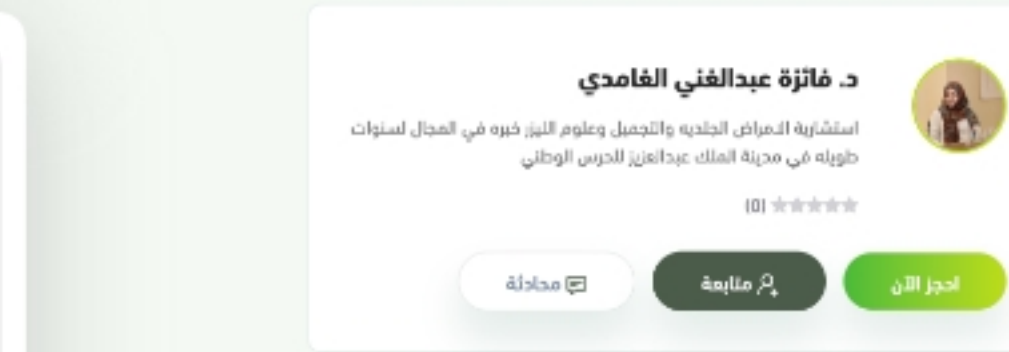 د. فائزة عبدالغني الغامدي
استشارية الامراض الجلديه والتجميل وعلوم الليزر خبره في المجال لسنوات
طويله في مدينة الملك عبدالعزيز للحرس الوطني
(0)
احجز الآن
متابعة
محادثة